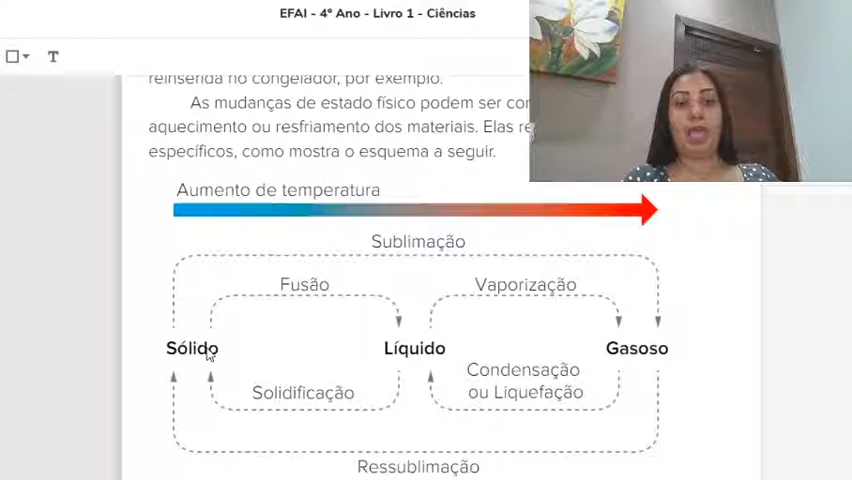 EFAI - 4º Ano - Livro 1 - Ciências
T
reinserida no congelador, por exemplo.
As mudanças de estado físico podem ser
aquecimento ou resfriamento dos materiais. Elas
específicos, como mostra o esquema a seguir.
Aumento de temperatura
Sublimação
Fusão
Vaporização
Sólido
Líquido
Gasoso
Condensação
ou Liquefação
Solidificação
Ressublimação